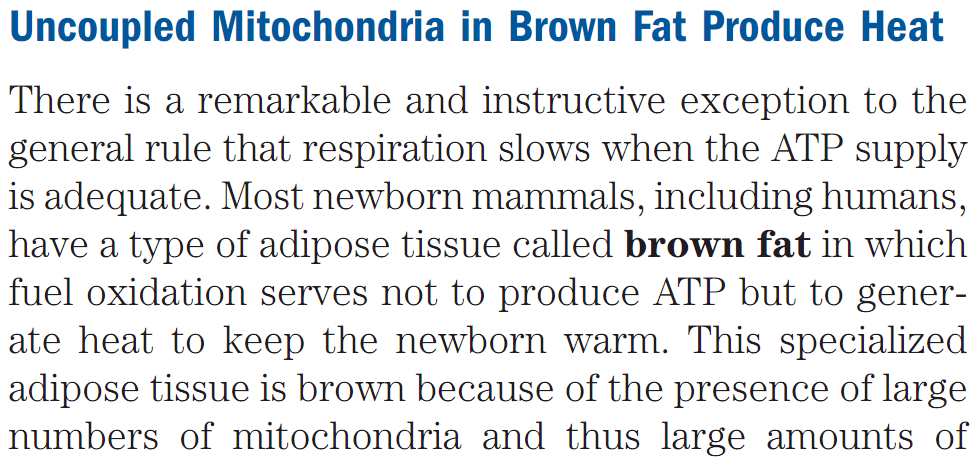 Uncoupled Mitochondria in Brown Fat Produce Heat
There is a remarkable and instructive exception to the
general rule that respiration slows when the ATP supply
is adequate. Most newborn mammals, including humans,
have a type of adipose tissue called brown fat in which
fuel oxidation serves not to produce ATP but to gener-
ate heat to keep the newborn warm. This specialized
adipose tissue is brown because of the presence of large
numbers of mitochondria and thus large amounts of